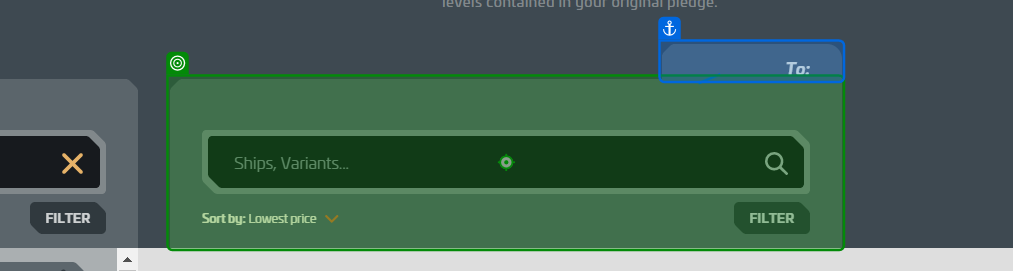 levels contained in your original pledge.
To:
Ships, Variants...
FILTER
Sort by: Lowest price
FILTER